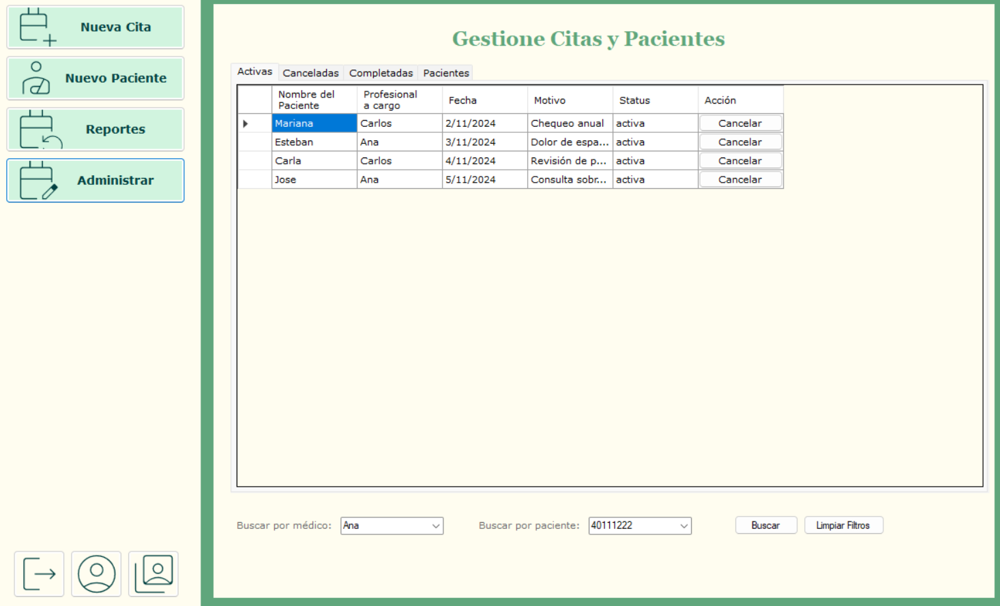 Nueva Cita
Nuevo Paciente
Reportes
Administrar
Gestione Citas y Pacientes
Activas Canceladas Completadas Pacientes
Nombre del Paciente Profesional a cargo Fecha Motivo Status Acción
Mariana Carlos 2/11/2024 Chequeo anual activa Cancelar
Esteban Ana 3/11/2024 Dolor de espa... activa Cancelar
Carla Carlos 4/11/2024 Revisión de p... activa Cancelar
Jose Ana 5/11/2024 Consulta sobr... activa Cancelar
Buscar por médico: Ana Buscar por paciente: 40111222 Buscar Limpiar Filtros